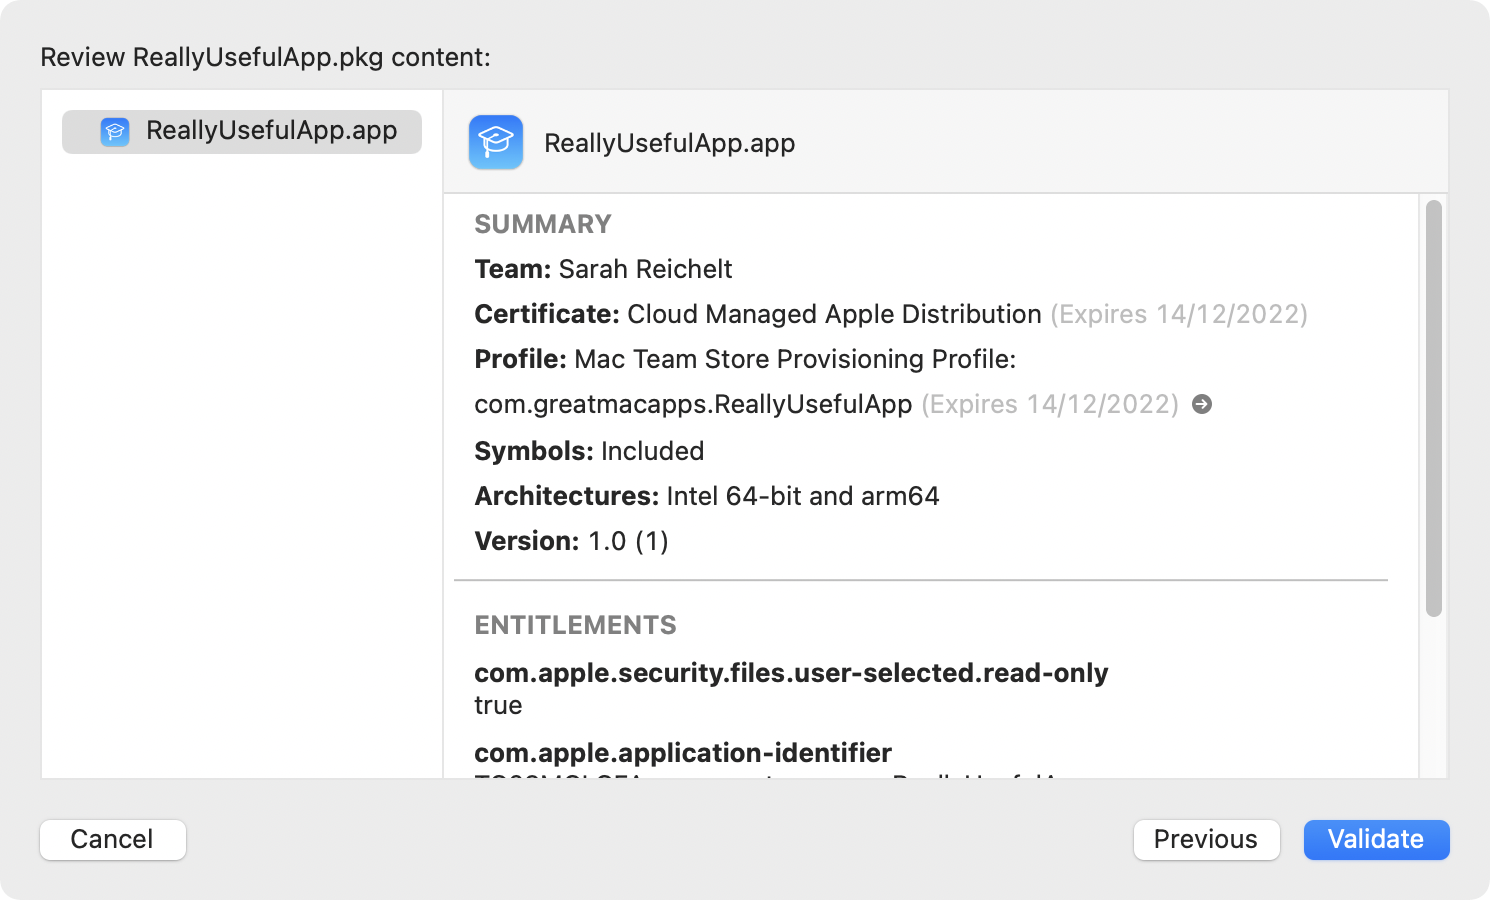 Review ReallyUsefulApp.pkg content:
ReallyUsefulApp.app
ReallyUsefulApp.app
SUMMARY
Team: Sarah Reichelt
Certificate: Cloud Managed Apple Distribution (Expires 14/12/2022)
Profile: Mac Team Store Provisioning Profile:
com.greatmacapps.ReallyUsefulApp (Expires 14/12/2022)
Symbols: Included
Architectures: Intel 64-bit and arm64
Version: 1.0 (1)
ENTITLEMENTS
com.apple.security.files.user-selected.read-only
true
com.apple.application-identifier
Cancel
Previous
Validate